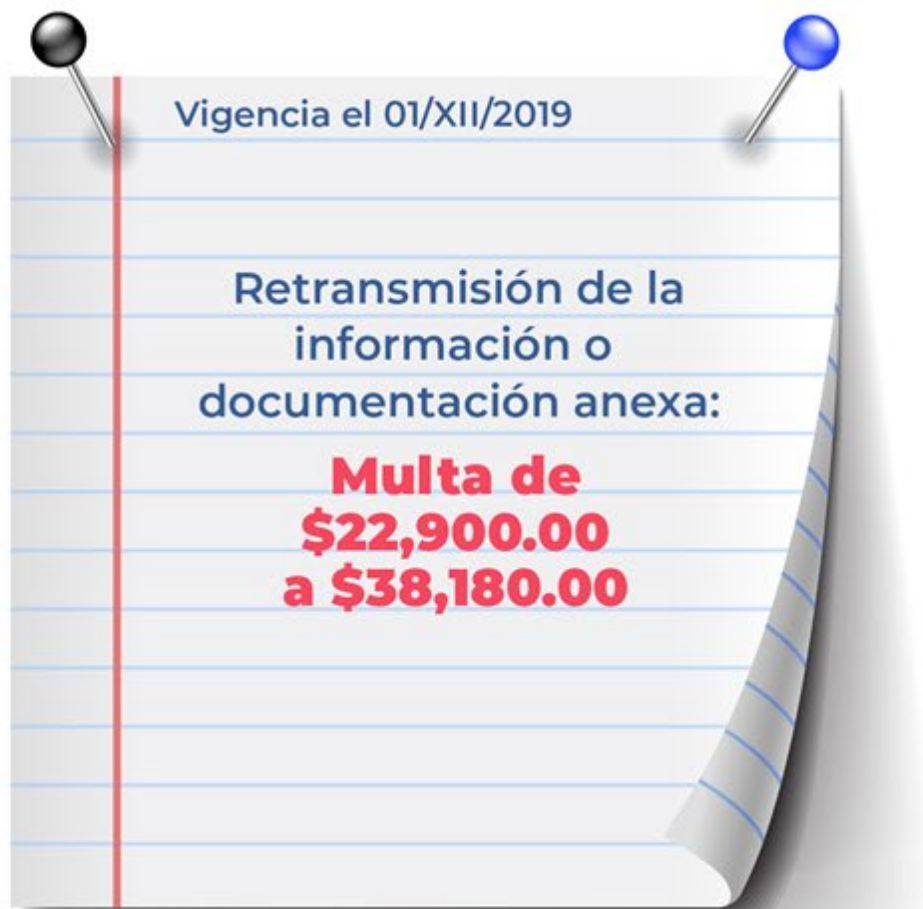 Vigencia el 01/XII/2019
Retransmisión de la
información o
documentación anexa:
Multa de
$22,900.00
a $38,180.00